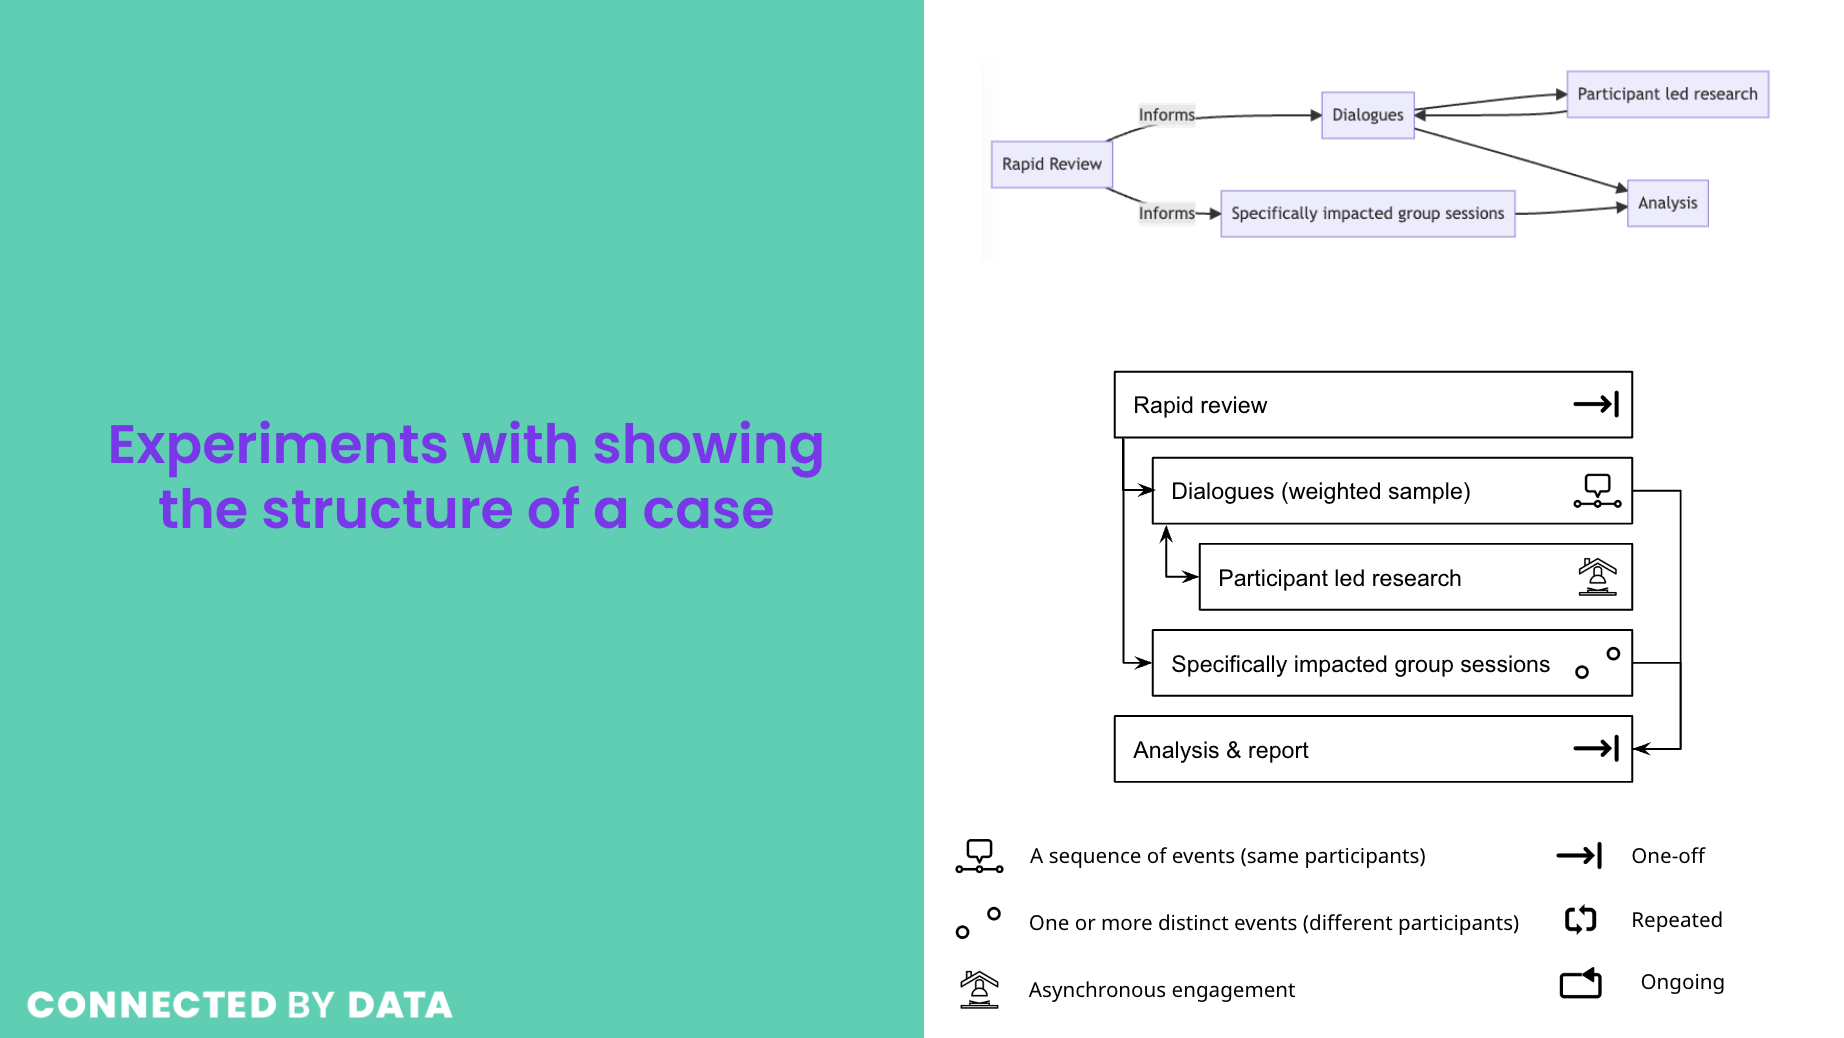 Experiments with showing
the structure of a case
CONNECTED BY DATA
Participant led research
Informs
Dialogues
Rapid Review
Analysis
Informs
Specifically impacted group sessions
Rapid review
Dialogues (weighted sample)
Participant led research
Specifically impacted group sessions
Analysis & report
A sequence of events (same participants)
One-off
One or more distinct events (different participants)
Repeated
Asynchronous engagement
Ongoing